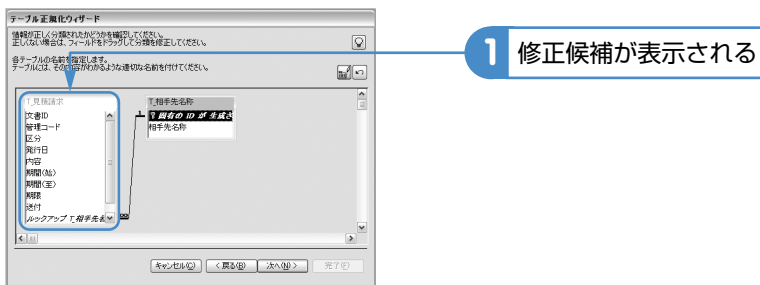 テーブル正規化ウィザード
情報が正しく分類されたかどうかを確認してください。
正しくない場合は、フィールドをドラッグして分類を修正してください。
各テーブルの名前を指定します。
テーブルには、その内容がわかるような適切な名前を付けてください。
T_見積請求
文書ID
管理コード
区分
発行日
内容
期間(始)
期間(至)
期限
送付
ルックアップ T_相手先名
T_相手先名称
固有の ID が 生成さ
相手先名称
キャンセル(C)
< 戻る(B)
次へ(N) >
完了(F)
1 修正候補が表示される